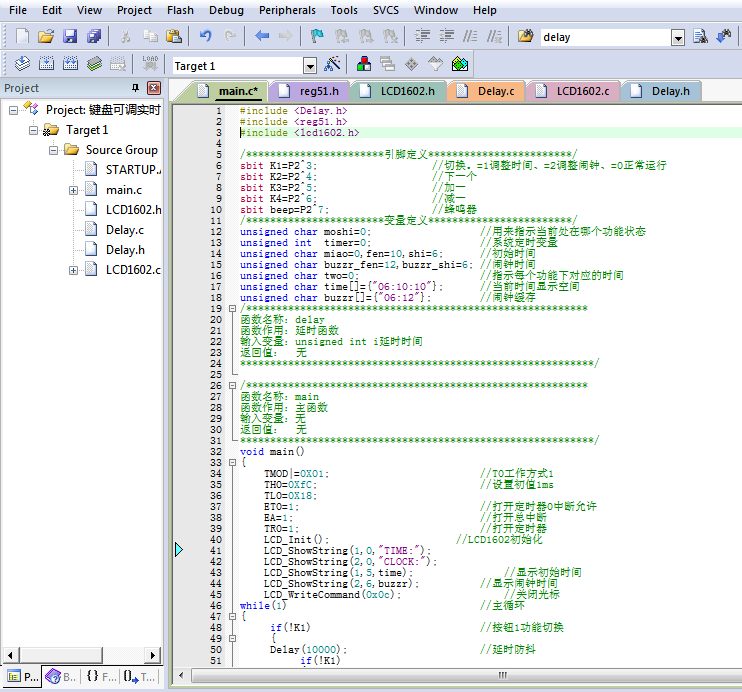 File Edit View Project Flash Debug Peripherals Tools SVCS Window Help
delay
LOAD
Target 1
Project
main.c* reg51.h LCD1602.h Delay.c LCD1602.c Delay.h
Project: 键盘可调实时
Target 1
Source Group
STARTUP.
main.c
LCD1602.h
Delay.c
Delay.h
LCD1602.c
P... B... {} F... 0 T...
1 #include <Delay.h>
2 #include <reg51.h>
3 #include <lcd1602.h>
4
5 /***********************引脚定义************************/
6 sbit K1=P2^3; //切换。=1调整时间、=2调整闹钟、=0正常运行
7 sbit K2=P2^4; //下一个
8 sbit K3=P2^5; //加一
9 sbit K4=P2^6; //减一
10 sbit beep=P2^7; //蜂鸣器
11 /***********************变量定义************************/
12 unsigned char moshi=0; //用来指示当前处在哪个功能状态
13 unsigned int timer=0; //系统定时变量
14 unsigned char miao=0,fen=10,shi=6; //初始时间
15 unsigned char buzzr_fen=12,buzzr_shi=6; //闹钟时间
16 unsigned char two=0; //指示每个功能下对应的时间
17 unsigned char time[]={"06:10:10"}; //当前时间显示空间
18 unsigned char buzzr[]={"06:12"}; //闹钟缓存
19 /*********************************************************
20 函数名称: delay
21 函数作用: 延时函数
22 输入变量: unsigned int i延时时间
23 返回值: 无
24 ***********************************************************/
25
26 /*********************************************************
27 函数名称: main
28 函数作用: 主函数
29 输入变量: 无
30 返回值: 无
31 ***********************************************************/
32 void main()
33 {
34 TMOD|=0X01; //T0工作方式1
35 TH0=0XfC; //设置初值1ms
36 TL0=0X18;
37 ET0=1; //打开定时器0中断允许
38 EA=1; //打开总中断
39 TR0=1; //打开定时器
40 LCD_Init(); //LCD1602初始化
41 LCD_ShowString(1,0,"TIME:");
42 LCD_ShowString(2,0,"CLOCK:");
43 LCD_ShowString(1,5,time); //显示初始时间
44 LCD_ShowString(2,6,buzzr); //显示闹钟时间
45 LCD_WriteCommand(0x0c); //关闭光标
46 while(1) //主循环
47 {
48 if(!K1) //按钮1功能切换
49 {
50 Delay(10000); //延时防抖
51 if(!K1)